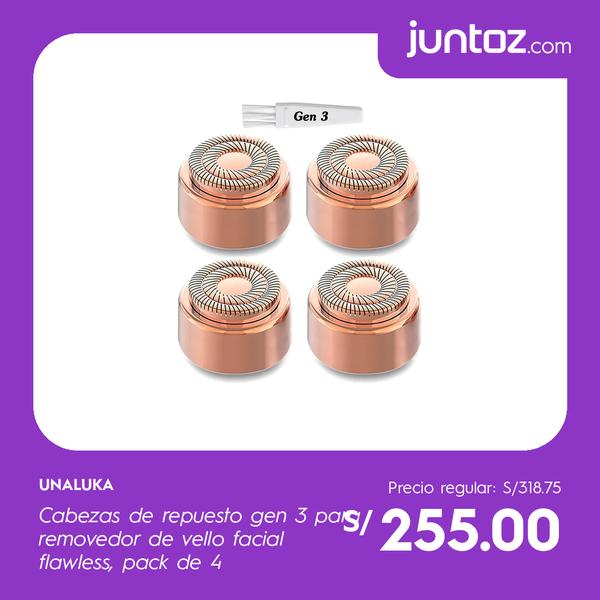 juntoz.com
Gen 3
UNALUKA
Precio regular: S/318.75
Cabezas de repuesto gen 3 para
removedor de vello facial
flawless, pack de 4
S/ 255.00